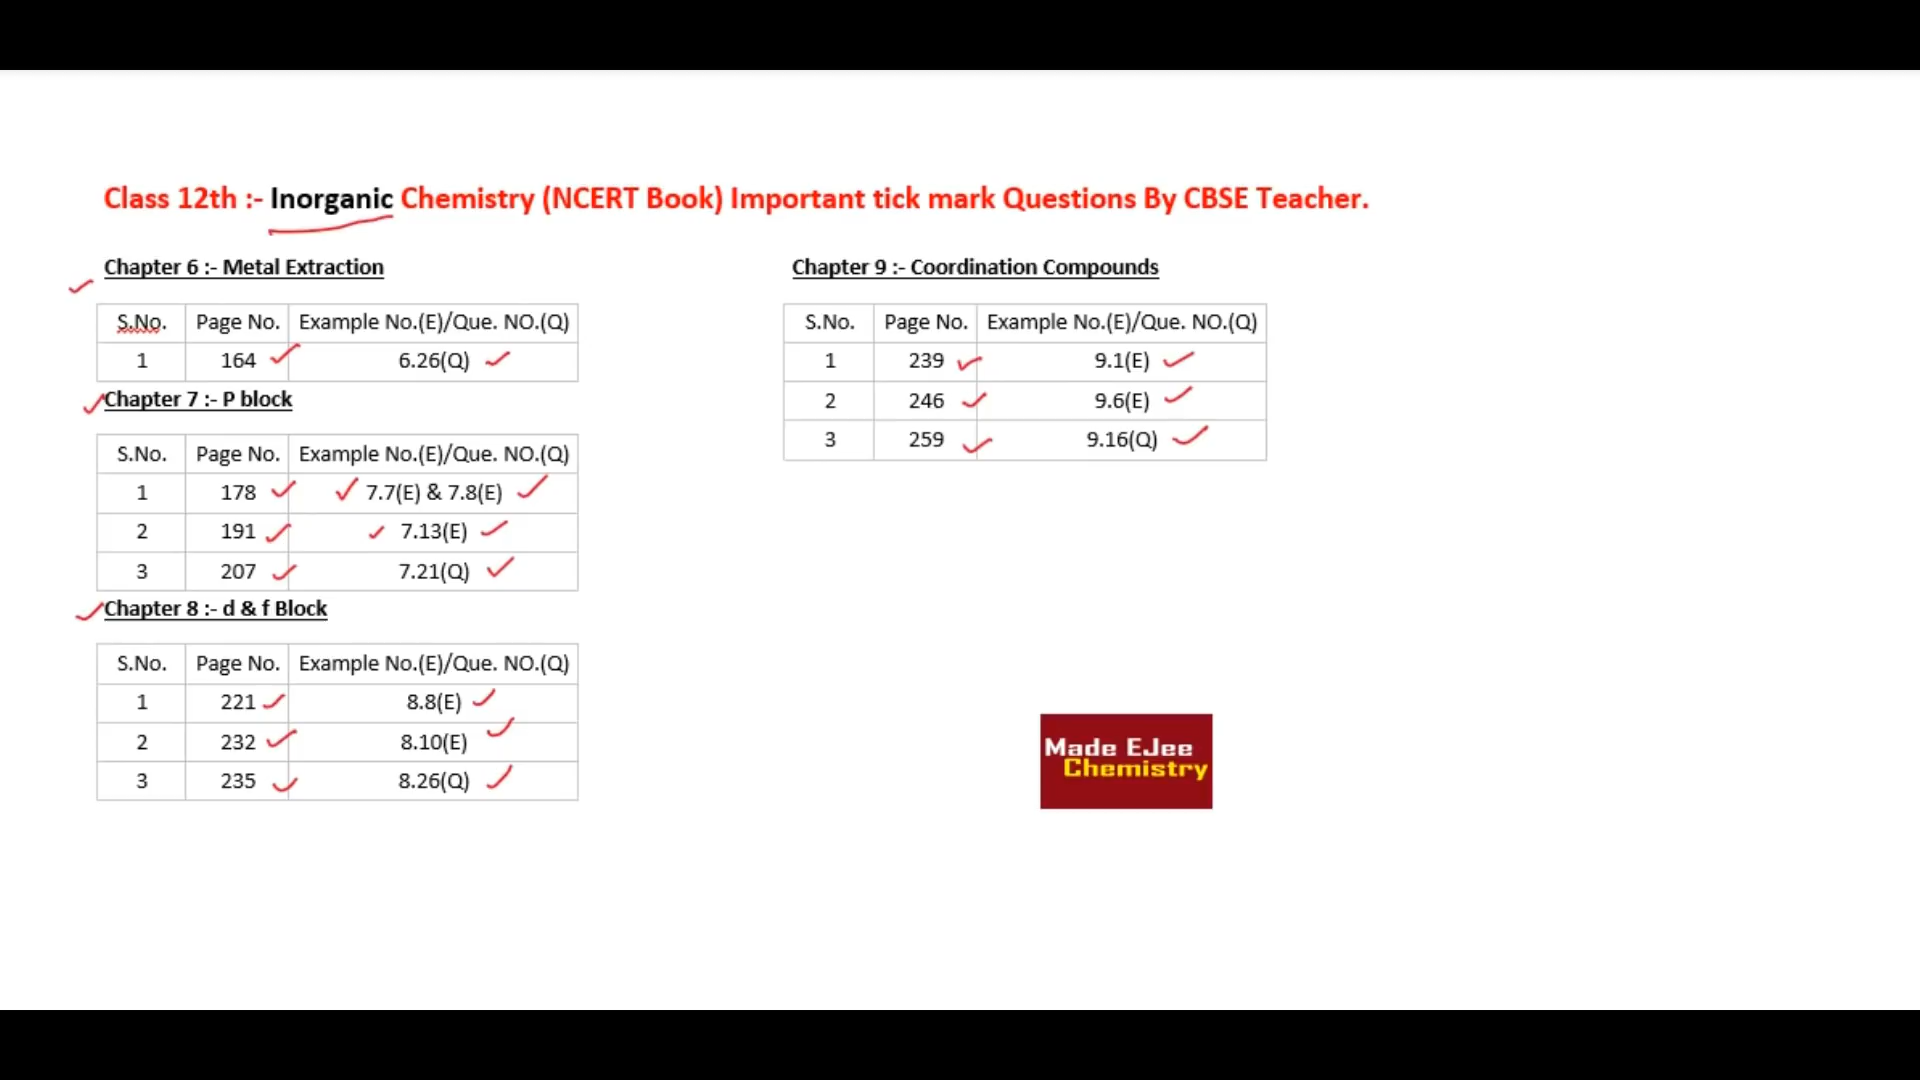 Class 12th :- Inorganic Chemistry (NCERT Book) Important tick mark Questions By CBSE Teacher.
Chapter 6 :- Metal Extraction
S.No. Page No. Example No.(E)/Que. NO.(Q)
1 164 6.26(Q)
Chapter 7 :- P block
S.No. Page No. Example No.(E)/Que. NO.(Q)
1 178 7.7(E) & 7.8(E)
2 191 7.13(E)
3 207 7.21(Q)
Chapter 8 :- d & f Block
S.No. Page No. Example No.(E)/Que. NO.(Q)
1 221 8.8(E)
2 232 8.10(E)
3 235 8.26(Q)
Chapter 9 :- Coordination Compounds
S.No. Page No. Example No.(E)/Que. NO.(Q)
1 239 9.1(E)
2 246 9.6(E)
3 259 9.16(Q)
Made EJee
Chemistry